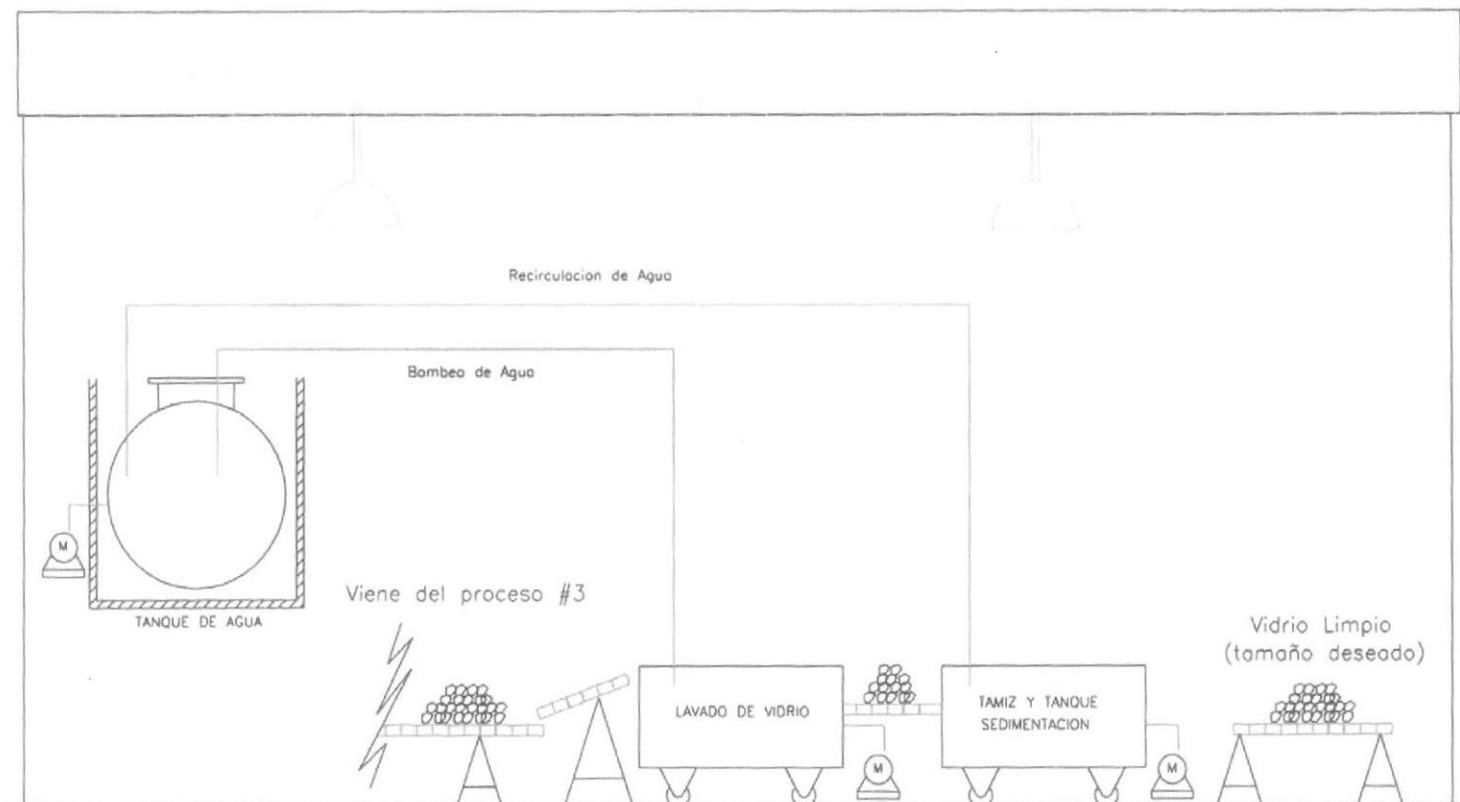 Recirulacion de Agua
Bombeo de Agua
M
TANQUE DE AGUA
Viene del proceso #3
LAVADO DE VIDRIO
M
TAMIZ Y TANQUE
SEDIMENTACION
M
Vidrio Limpio
(tamaño deseado)